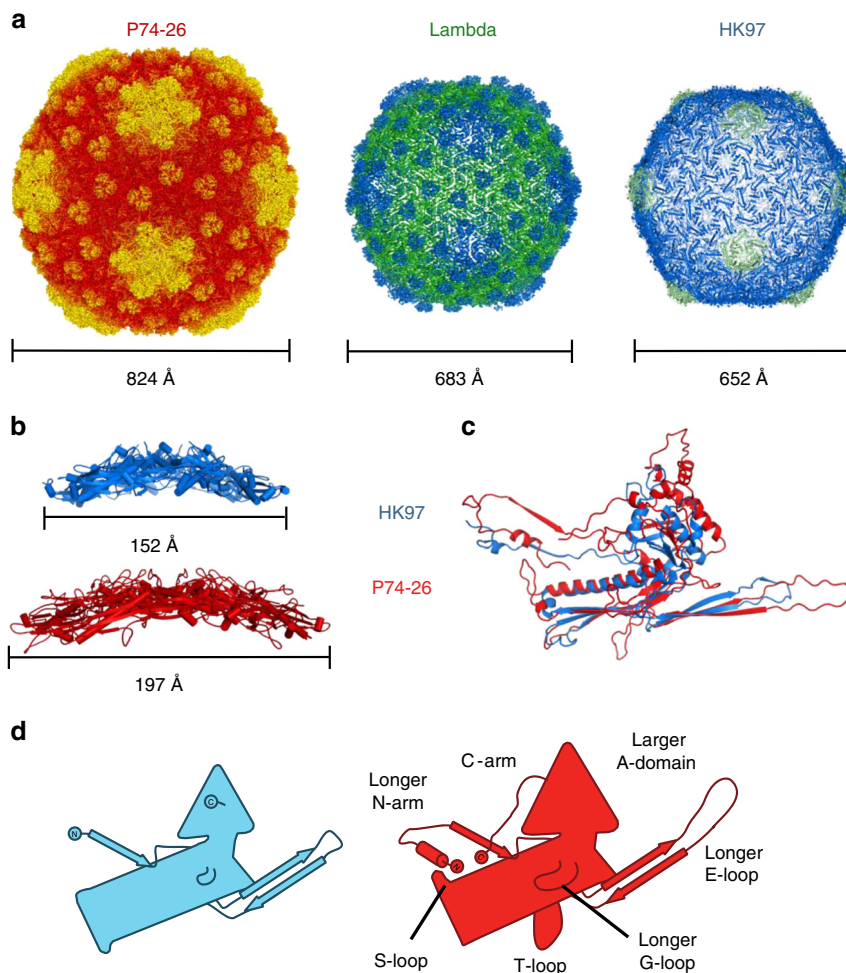 a
P74-26
Lambda
HK97
824 Å
683 Å
652 Å
b
c
HK97
152 Å
P74-26
197 Å
d
N
C
Longer
N-arm
C-arm
Larger
A-domain
N
C
Longer
E-loop
S-loop
T-loop
Longer
G-loop